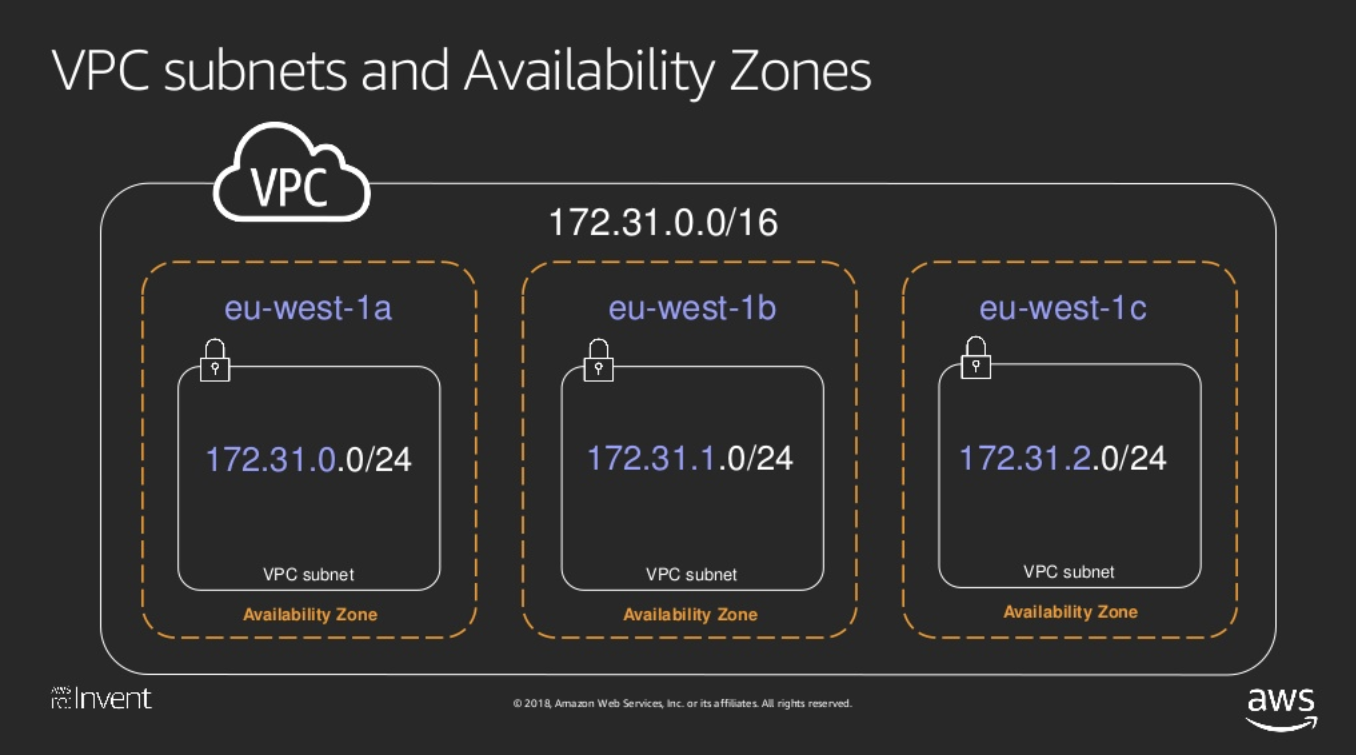 VPC subnets and Availability Zones
VPC
172.31.0.0/16
eu-west-1a
172.31.0.0/24
VPC subnet
Availability Zone
eu-west-1b
172.31.1.0/24
VPC subnet
Availability Zone
eu-west-1c
172.31.2.0/24
VPC subnet
Availability Zone
AWS
re:Invent
© 2018, Amazon Web Services, Inc. or its affiliates. All rights reserved.
aws